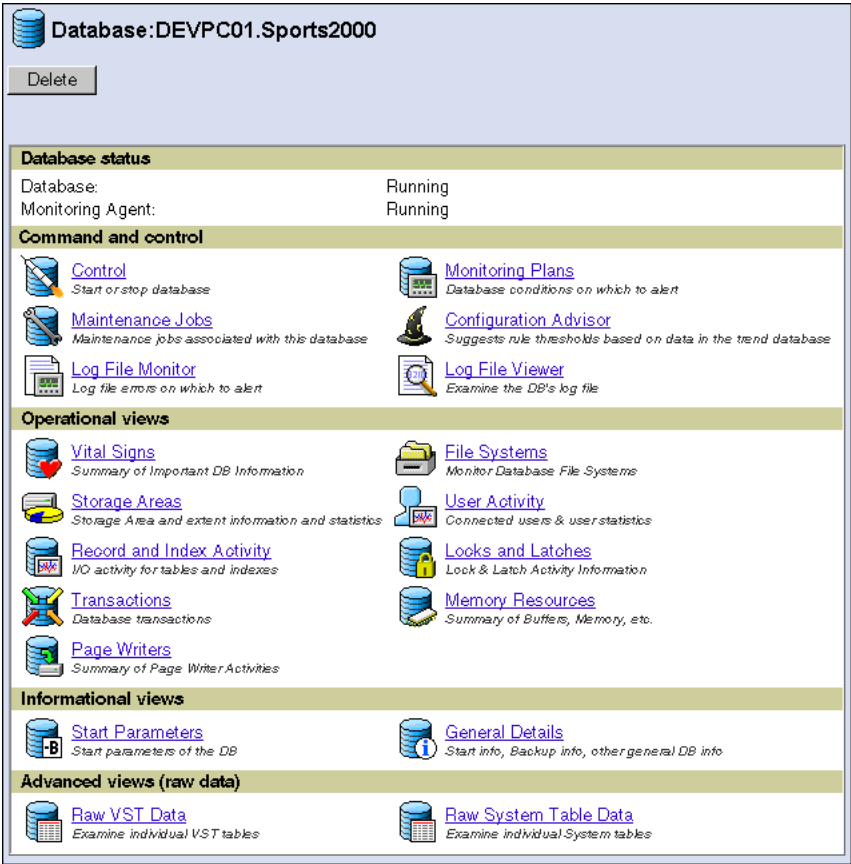 Database:DEVPC01.Sports2000
Delete
Database status
Database: Running
Monitoring Agent: Running
Command and control
Control Monitoring Plans
Start or stop database Database conditions on which to alert
Maintenance Jobs Configuration Advisor
Maintenance jobs associated with this database Suggests rule thresholds based on data in the trend database
Log File Monitor Log File Viewer
Log file errors on which to alert Examine the DB's log file
Operational views
Vital Signs File Systems
Summary of Important DB Information Monitor Database File Systems
Storage Areas User Activity
Storage Area and extent information and statistics Connected users & user statistics
Record and Index Activity Locks and Latches
I/O activity for tables and indexes Lock & Latch Activity Information
Transactions Memory Resources
Database transactions Summary of Buffers, Memory, etc.
Page Writers
Summary of Page Writer Activities
Informational views
-B Start Parameters General Details
Start parameters of the DB Start info, Backup info, other general DB info
Advanced views (raw data)
Raw VST Data Raw System Table Data
Examine individual VST tables Examine individual System tables